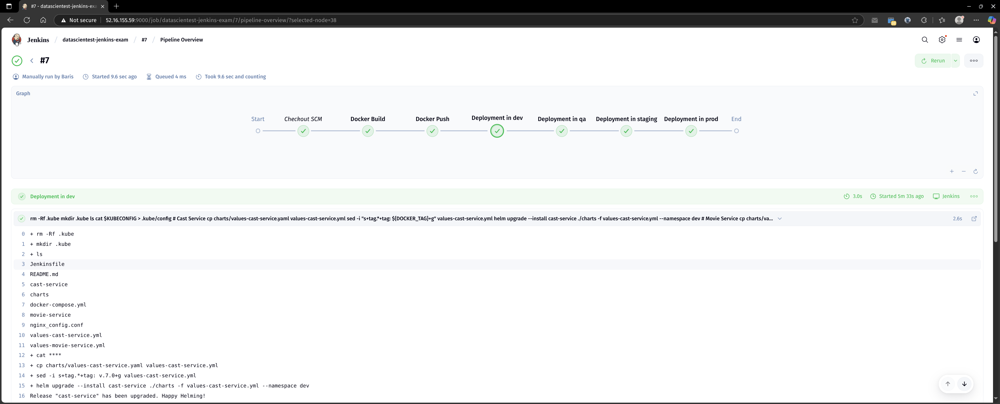 #7 - datascientest-jenkins-exa
Not secure 52.16.155.59:9000/job/datascientest-jenkins-exam/7/pipeline-overview/?selected-node=38
Jenkins / datascientest-jenkins-exam / #7 / Pipeline Overview
#7
Rerun
Manually run by Baris Started 9.6 sec ago Queued 4 ms Took 9.6 sec and counting
Graph
Start Checkout SCM Docker Build Docker Push Deployment in dev Deployment in qa Deployment in staging Deployment in prod End
Deployment in dev 3.0s Started 5m 33s ago Jenkins
rm -Rf .kube mkdir .kube ls cat $KUBECONFIG > .kube/config # Cast Service cp charts/values-cast-service.yaml values-cast-service.yml sed -i "s+tag.*+tag: ${DOCKER_TAG}+g" values-cast-service.yml helm upgrade --install cast-service ./charts -f values-cast-service.yml --namespace dev # Movie Service cp charts/va... 2.6s
0 + rm -Rf .kube
1 + mkdir .kube
2 + ls
3 Jenkinsfile
4 README.md
5 cast-service
6 charts
7 docker-compose.yml
8 movie-service
9 nginx_config.conf
10 values-cast-service.yml
11 values-movie-service.yml
12 + cat ****
13 + cp charts/values-cast-service.yaml values-cast-service.yml
14 + sed -i s+tag.*+tag: v.7.0+g values-cast-service.yml
15 + helm upgrade --install cast-service ./charts -f values-cast-service.yml --namespace dev
16 Release "cast-service" has been upgraded. Happy Helming!